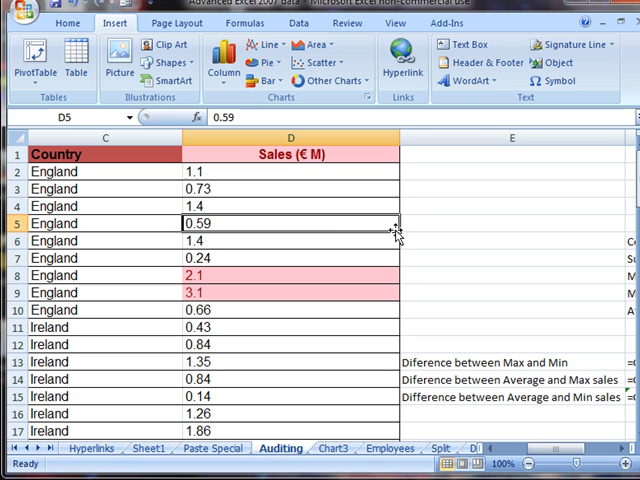 Advanced Excel2007 data - Microsoft Excel non-commercial use
Home Insert Page Layout Formulas Data Review View Add-Ins
PivotTable Table Picture Clip Art Shapes SmartArt Column Line Pie Bar Area Scatter Other Charts Hyperlink Text Box Header & Footer WordArt Signature Line Object Symbol
Tables Illustrations Charts Links Text
D5 fx 0.59
C D E
1 Country Sales (€ M)
2 England 1.1
3 England 0.73
4 England 1.4
5 England 0.59
6 England 1.4
7 England 0.24
8 England 2.1
9 England 3.1
10 England 0.66
11 Ireland 0.43
12 Ireland 0.84
13 Ireland 1.35 Diference between Max and Min
14 Ireland 0.84 Diference between Average and Max sales
15 Ireland 0.14 Difference between Average and Min sales
16 Ireland 1.26
17 Ireland 1.86
Hyperlinks Sheet1 Paste Special Auditing Chart3 Employees Split
Ready 100%